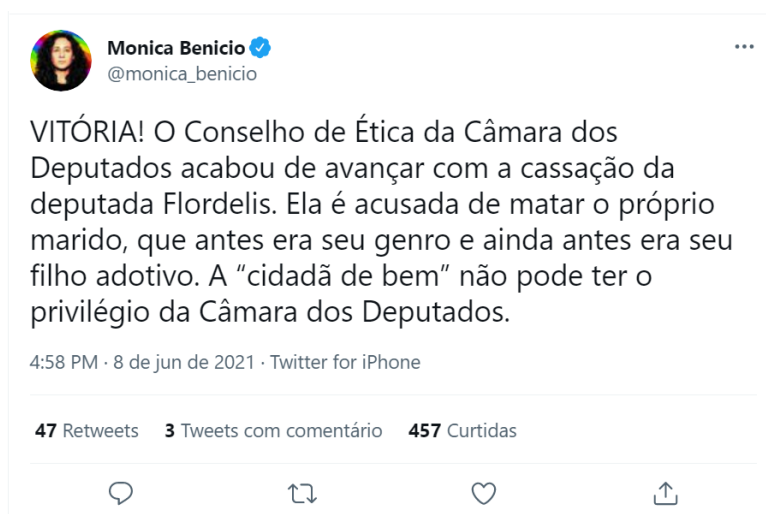 Monica Benicio
@monica_benicio
VITÓRIA! O Conselho de Ética da Câmara dos
Deputados acabou de avançar com a cassação da
deputada Flordelis. Ela é acusada de matar o próprio
marido, que antes era seu genro e ainda antes era seu
filho adotivo. A “cidadã de bem” não pode ter o
privilégio da Câmara dos Deputados.
4:58 PM · 8 de jun de 2021 · Twitter for iPhone
47 Retweets 3 Tweets com comentário 457 Curtidas